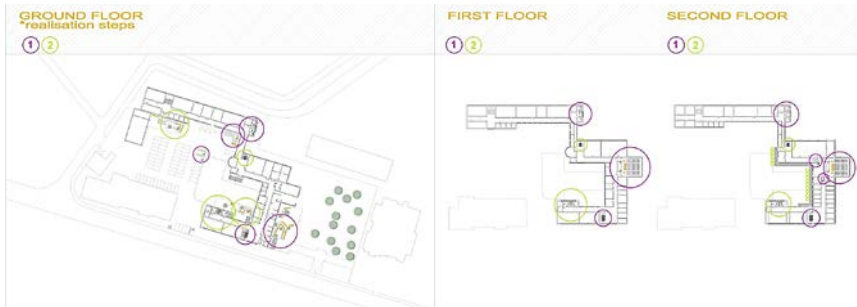 GROUND FLOOR
*realisation steps
1 2
FIRST FLOOR
1 2
SECOND FLOOR
1 2